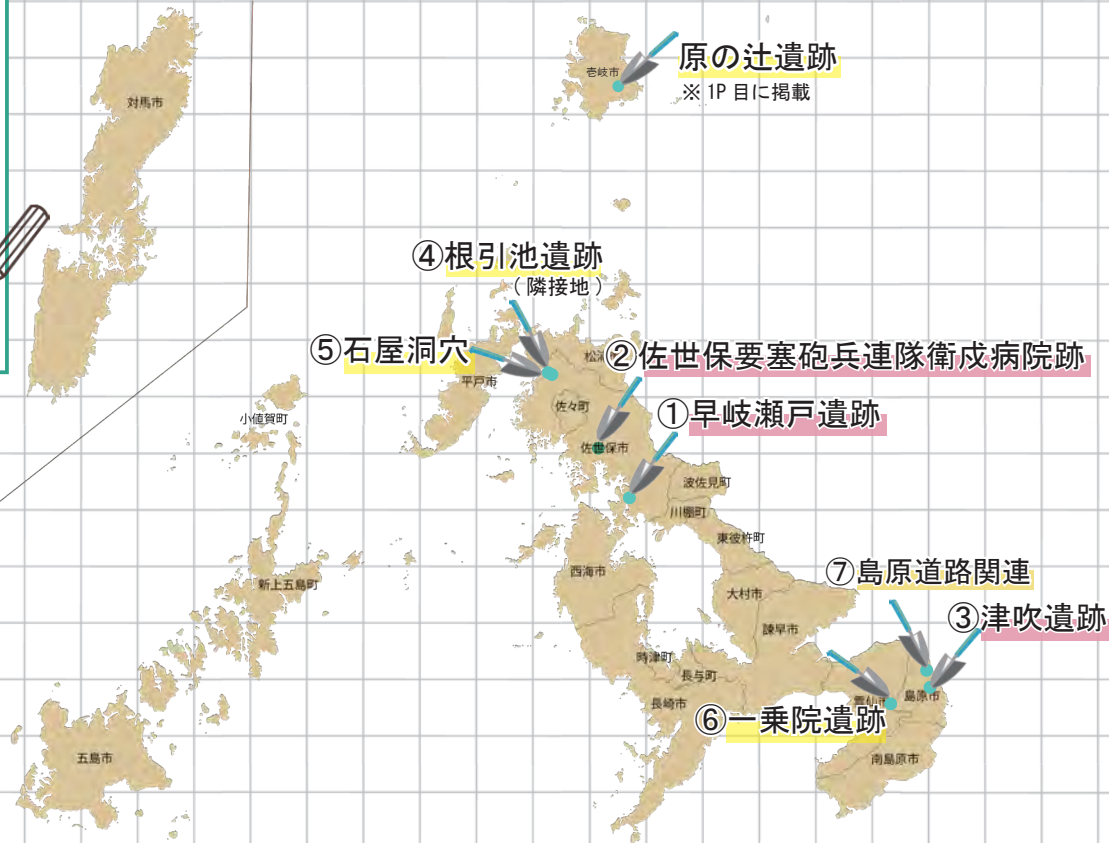 原の辻遺跡
※ 1P 目に掲載
壱岐市
対馬市
④根引池遺跡
(隣接地)
⑤石屋洞穴
松浦
②佐世保要塞砲兵連隊衛戍病院跡
平戸市
佐々町
①早岐瀬戸遺跡
小値賀町
佐世保市
波佐見町
川棚町
東彼杵町
西海市
⑦島原道路関連
新上五島町
大村市
③津吹遺跡
諫早市
時津町
長与町
雲仙市
島原市
長崎市
⑥一乗院遺跡
五島市
南島原市